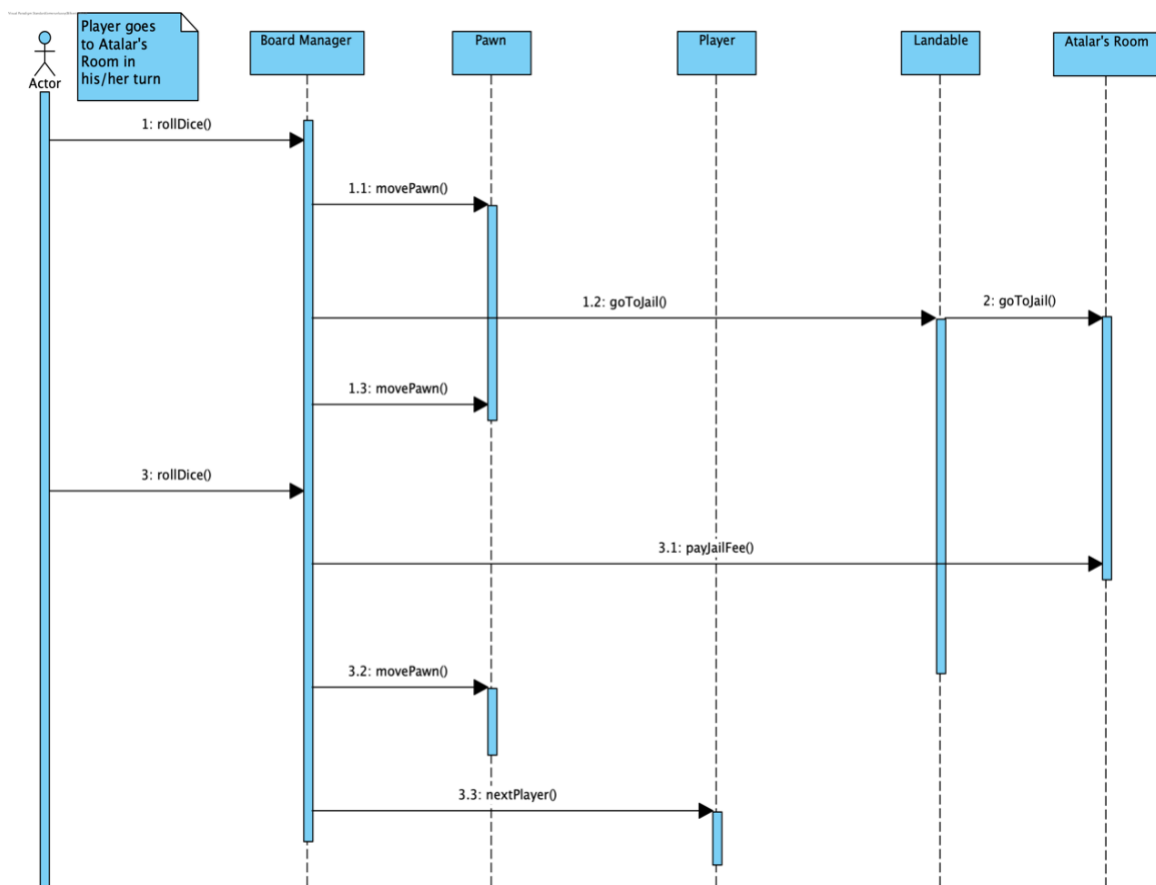 Player goes
to Atalar's
Room in
his/her turn
Actor
Board Manager
Pawn
Player
Landable
Atalar's Room
1: rollDice()
1.1: movePawn()
1.2: goToJail()
2: goToJail()
1.3: movePawn()
3: rollDice()
3.1: payJailFee()
3.2: movePawn()
3.3: nextPlayer()